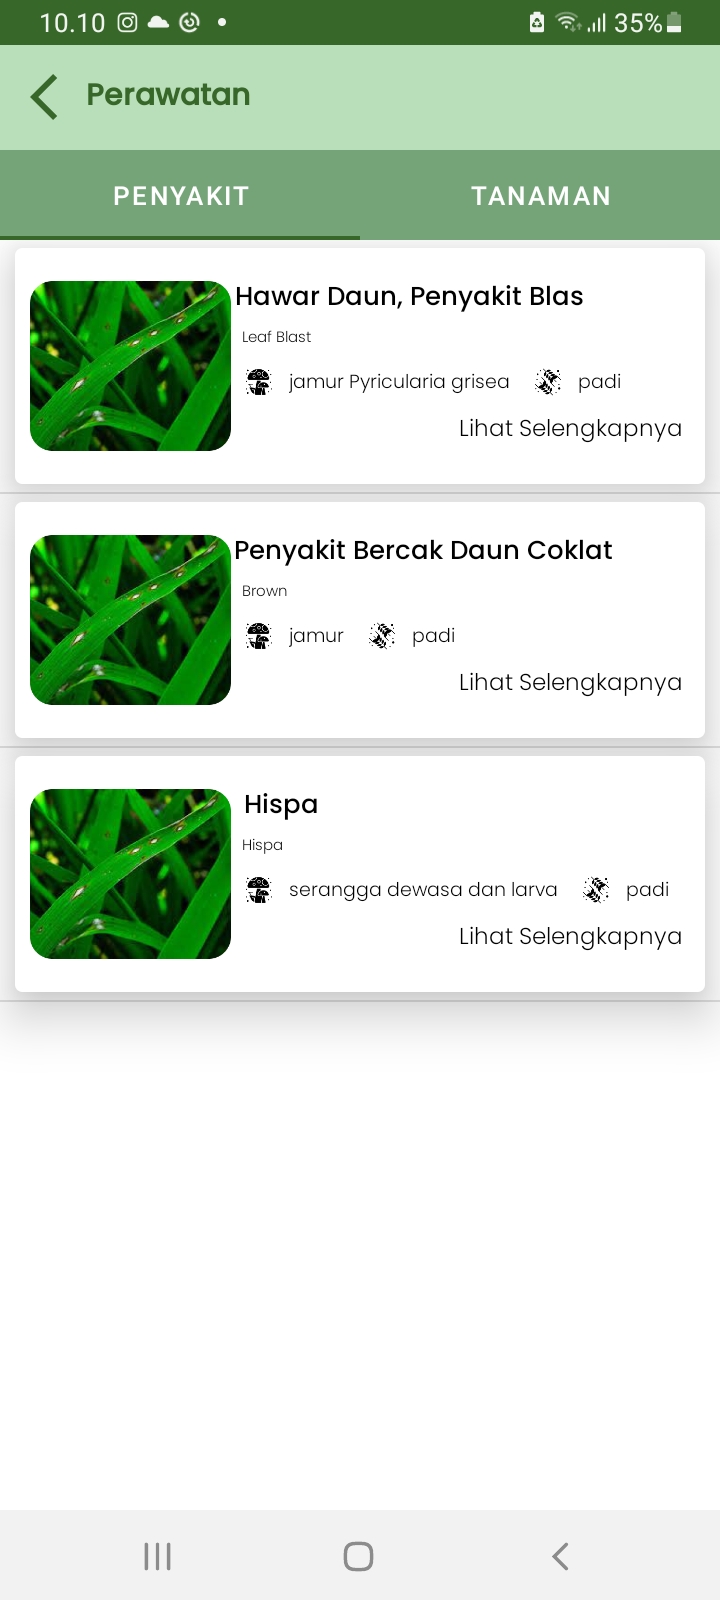 10.10 35%
Perawatan
PENYAKIT TANAMAN
Hawar Daun, Penyakit Blas
Leaf Blast
jamur Pyricularia grisea padi
Lihat Selengkapnya
Penyakit Bercak Daun Coklat
Brown
jamur padi
Lihat Selengkapnya
Hispa
Hispa
serangga dewasa dan larva padi
Lihat Selengkapnya